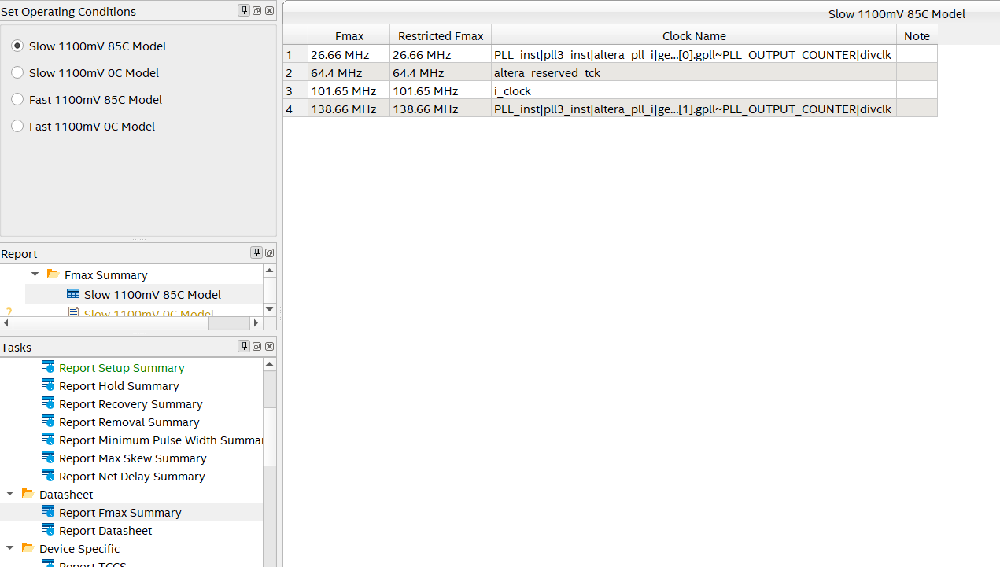 Set Operating Conditions
Slow 1100mV 85C Model
Slow 1100mV 0C Model
Fast 1100mV 85C Model
Fast 1100mV 0C Model
Report
Fmax Summary
Slow 1100mV 85C Model
Slow 1100mV 0C Model
Tasks
Report Setup Summary
Report Hold Summary
Report Recovery Summary
Report Removal Summary
Report Minimum Pulse Width Summar
Report Max Skew Summary
Report Net Delay Summary
Datasheet
Report Fmax Summary
Report Datasheet
Device Specific
Report TCCS
Slow 1100mV 85C Model
Fmax Restricted Fmax Clock Name Note
1 26.66 MHz 26.66 MHz PLL_inst|pll3_inst|altera_pll_i|ge...[0].gpll~PLL_OUTPUT_COUNTER|divclk
2 64.4 MHz 64.4 MHz altera_reserved_tck
3 101.65 MHz 101.65 MHz i_clock
4 138.66 MHz 138.66 MHz PLL_inst|pll3_inst|altera_pll_i|ge...[1].gpll~PLL_OUTPUT_COUNTER|divclk